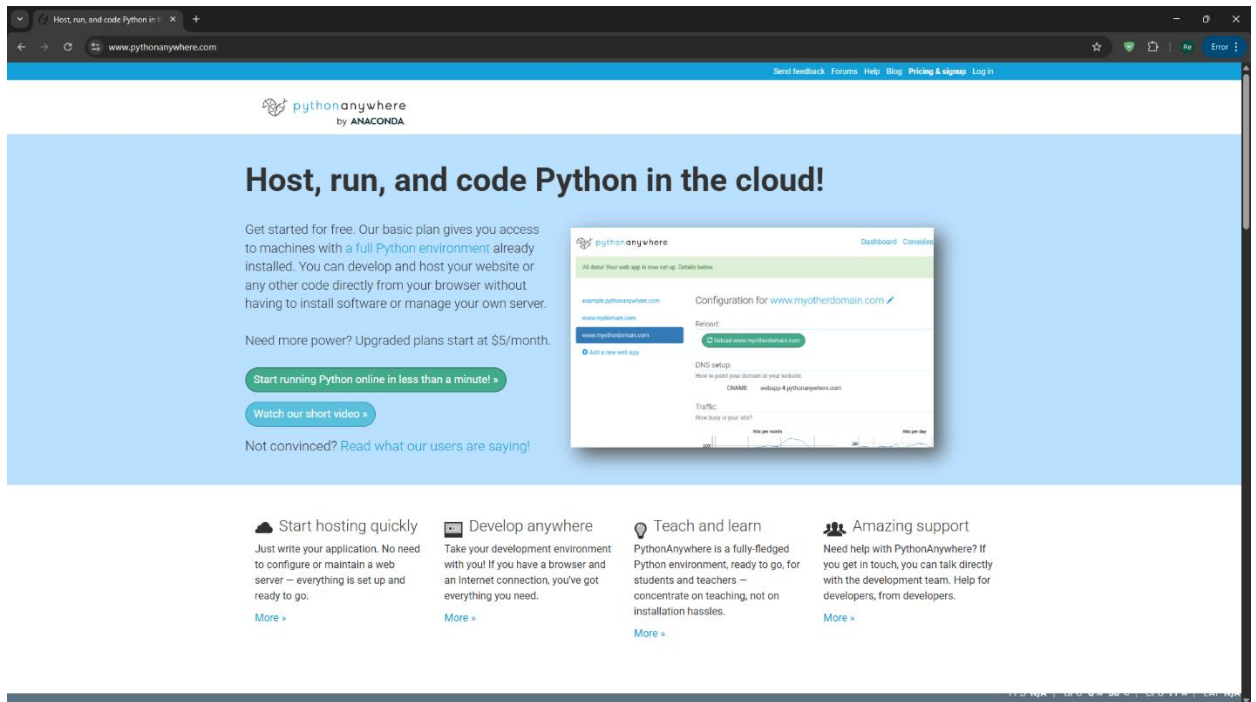 Host, run, and code Python in t
www.pythonanywhere.com
Re
Error
Send feedback Forums Help Blog Pricing & signup Log in
pythonanywhere
by ANACONDA
Host, run, and code Python in the cloud!
Get started for free. Our basic plan gives you access
to machines with a full Python environment already
installed. You can develop and host your website or
any other code directly from your browser without
having to install software or manage your own server.
Need more power? Upgraded plans start at $5/month.
Start running Python online in less than a minute! »
Watch our short video »
Not convinced? Read what our users are saying!
pythonanywhere
Dashboard Consoles
All done! Your web app is now set up. Details below.
example.pythonanywhere.com
www.mydomain.com
www.myotherdomain.com
Add a new web app
Configuration for www.myotherdomain.com
Reload:
Reload www.myotherdomain.com
DNS setup:
How to point your domain at your website.
CNAME webapp-4.pythonanywhere.com
Traffic:
How busy is your site?
Hits per month
Hits per day
Start hosting quickly
Just write your application. No need
to configure or maintain a web
server — everything is set up and
ready to go.
More »
Develop anywhere
Take your development environment
with you! If you have a browser and
an Internet connection, you've got
everything you need.
More »
Teach and learn
PythonAnywhere is a fully-fledged
Python environment, ready to go, for
students and teachers —
concentrate on teaching, not on
installation hassles.
More »
Amazing support
Need help with PythonAnywhere? If
you get in touch, you can talk directly
with the development team. Help for
developers, from developers.
More »